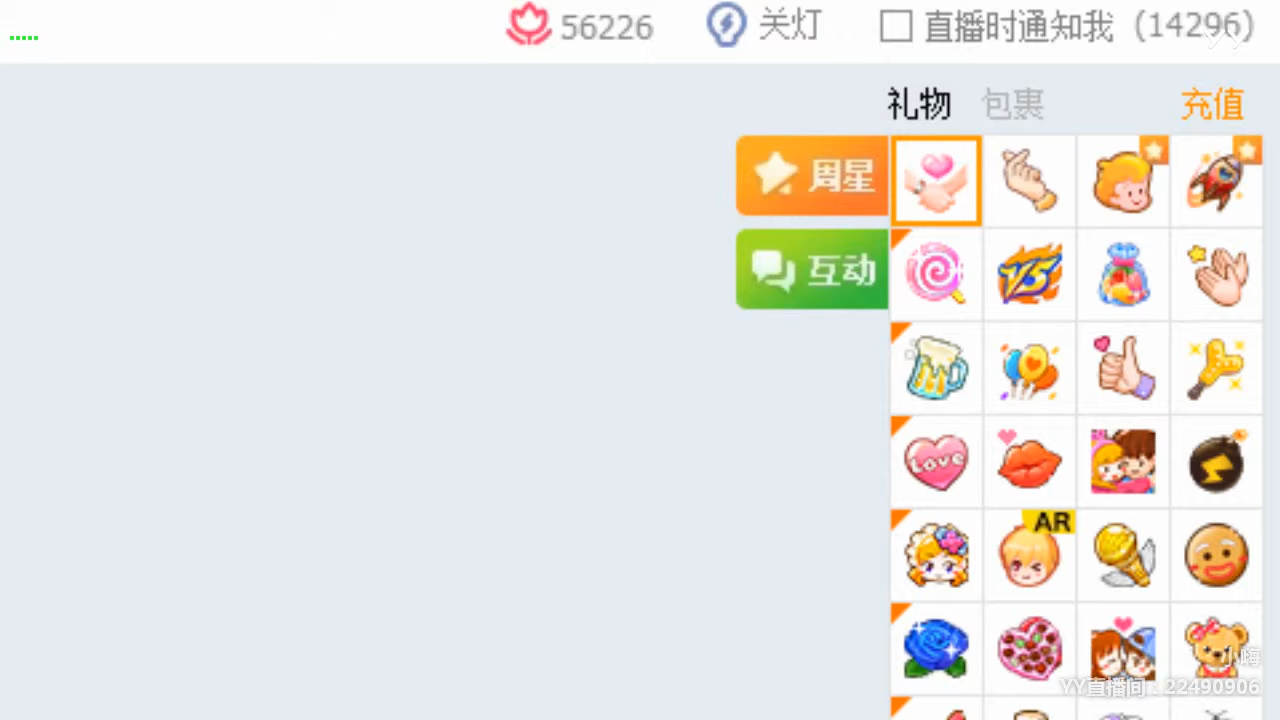 56226 关灯 直播时通知我 (14296)
礼物 包裹 充值
周星
互动
VS
Love
AR
小嗨
YY直播间:22490906